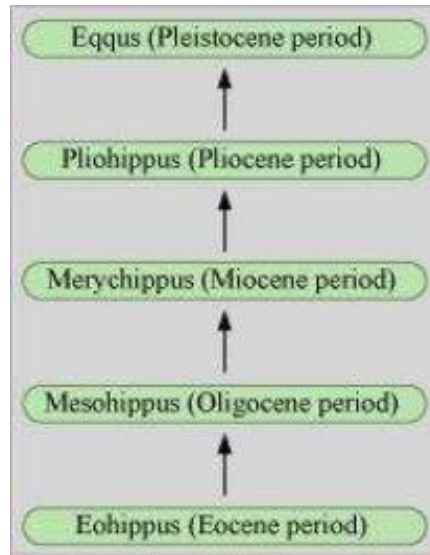 Eqqus (Pleistocene period)
Pliohippus (Pliocene period)
Merychippus (Miocene period)
Mesohippus (Oligocene period)
Eohippus (Eocene period)